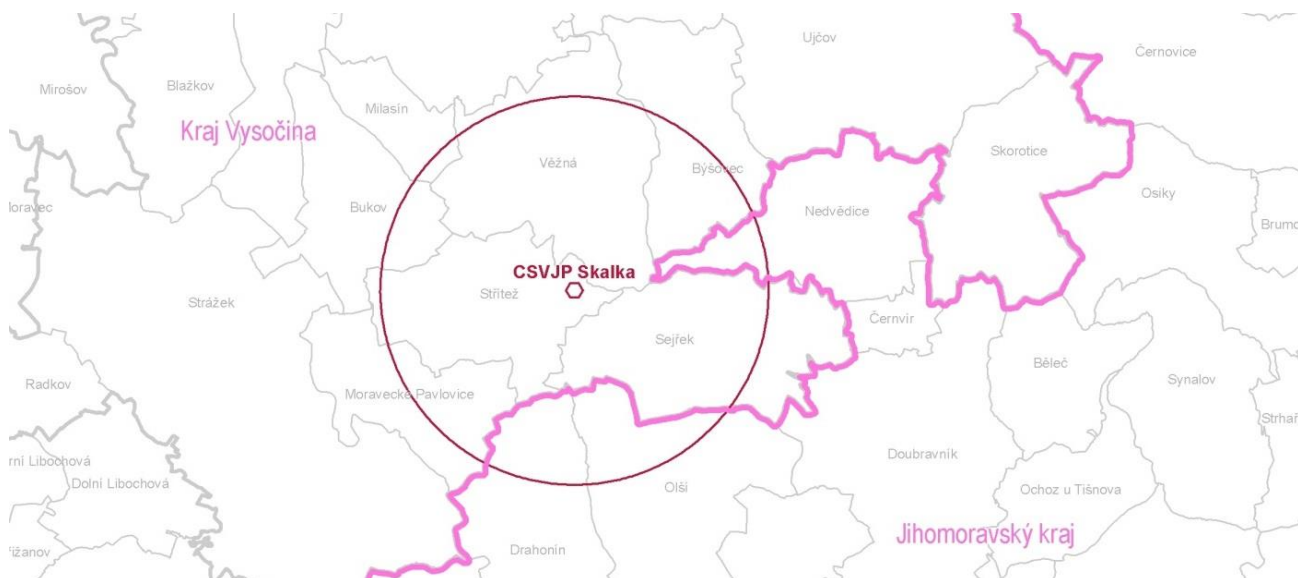 Ujčov
Černovice
Mirošov
Blažkov
Milasín
Kraj Vysočina
Věžná
Býšovec
Skorotice
Osiky
Bukov
Nedvědice
CSVJP Skalka
Střítež
Strážek
Černvír
Sejřek
Běleč
Radkov
Moravecké Pavlovice
Synalov
Doubravník
Dolní Libochová
Olší
Ochoz u Tišnova
Jihomoravský kraj
Drahonín